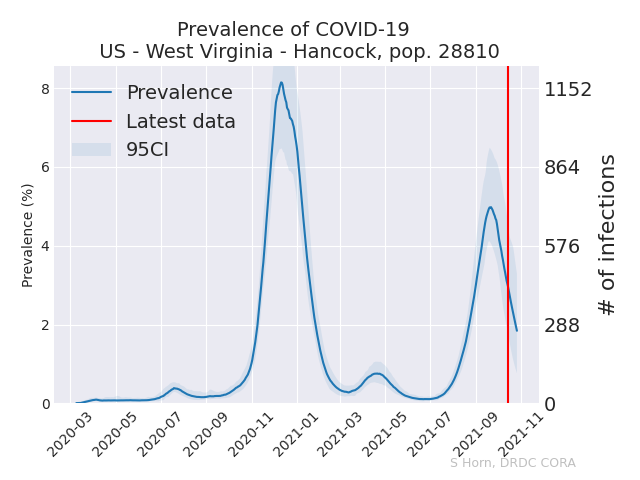 Prevalence of COVID-19
US - West Virginia - Hancock, pop. 28810
Prevalence
Latest data
95CI
8
6
4
2
0
Prevalence (%)
1152
864
576
288
0
# of infections
2020-03
2020-05
2020-07
2020-09
2020-11
2021-01
2021-03
2021-05
2021-07
2021-09
2021-11
S Horn, DRDC CORA